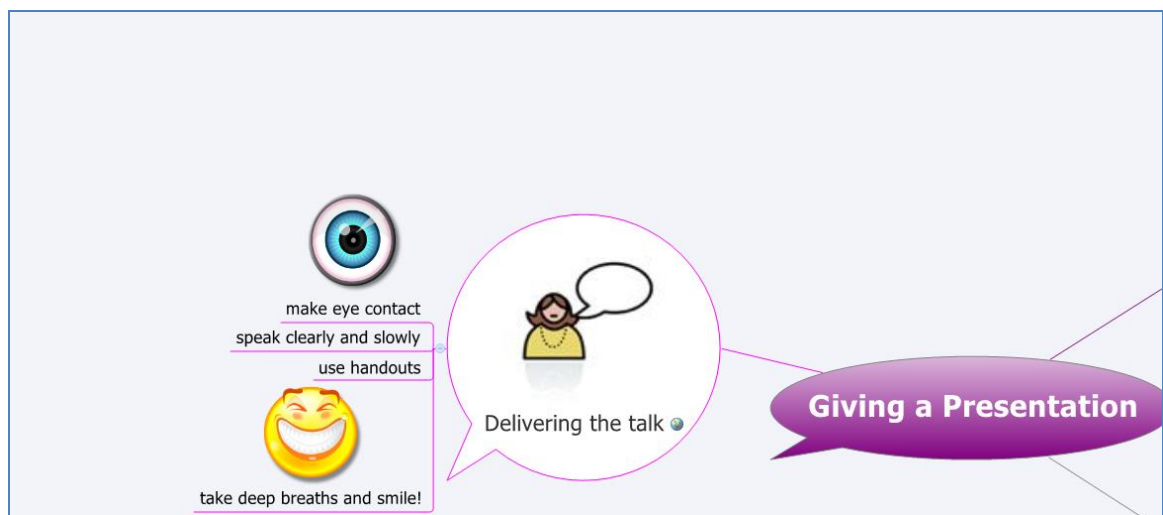 make eye contact
speak clearly and slowly
use handouts
take deep breaths and smile!
Delivering the talk
Giving a Presentation